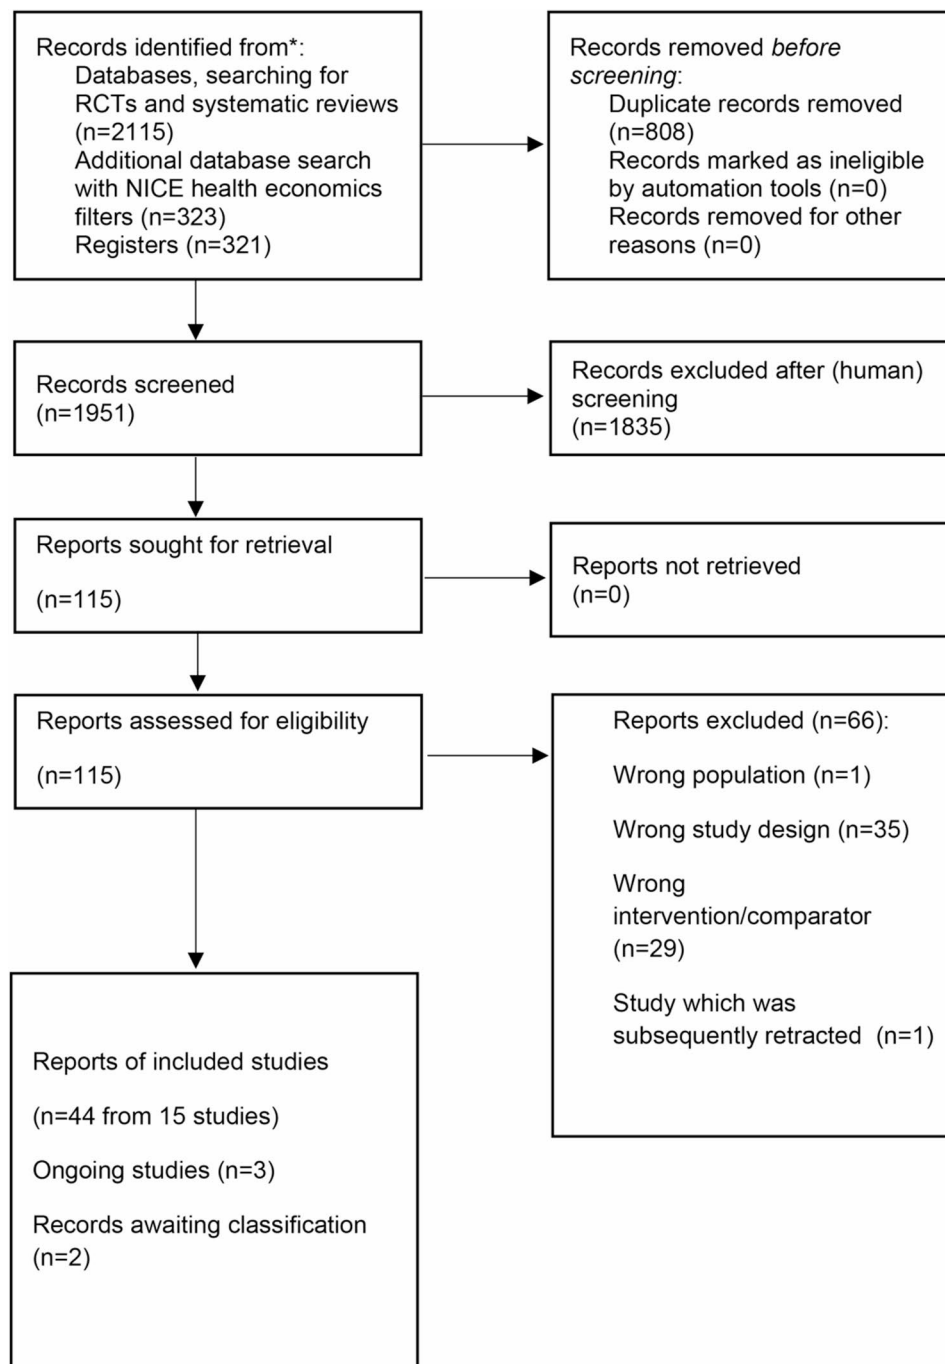 Records identified from*:
Databases, searching for
RCTs and systematic reviews
(n=2115)
Additional database search
with NICE health economics
filters (n=323)
Registers (n=321)
Records removed before
screening:
Duplicate records removed
(n=808)
Records marked as ineligible
by automation tools (n=0)
Records removed for other
reasons (n=0)
Records screened
(n=1951)
Records excluded after (human)
screening
(n=1835)
Reports sought for retrieval
(n=115)
Reports not retrieved
(n=0)
Reports assessed for eligibility
(n=115)
Reports excluded (n=66):
Wrong population (n=1)
Wrong study design (n=35)
Wrong
intervention/comparator
(n=29)
Study which was
subsequently retracted (n=1)
Reports of included studies
(n=44 from 15 studies)
Ongoing studies (n=3)
Records awaiting classification
(n=2)